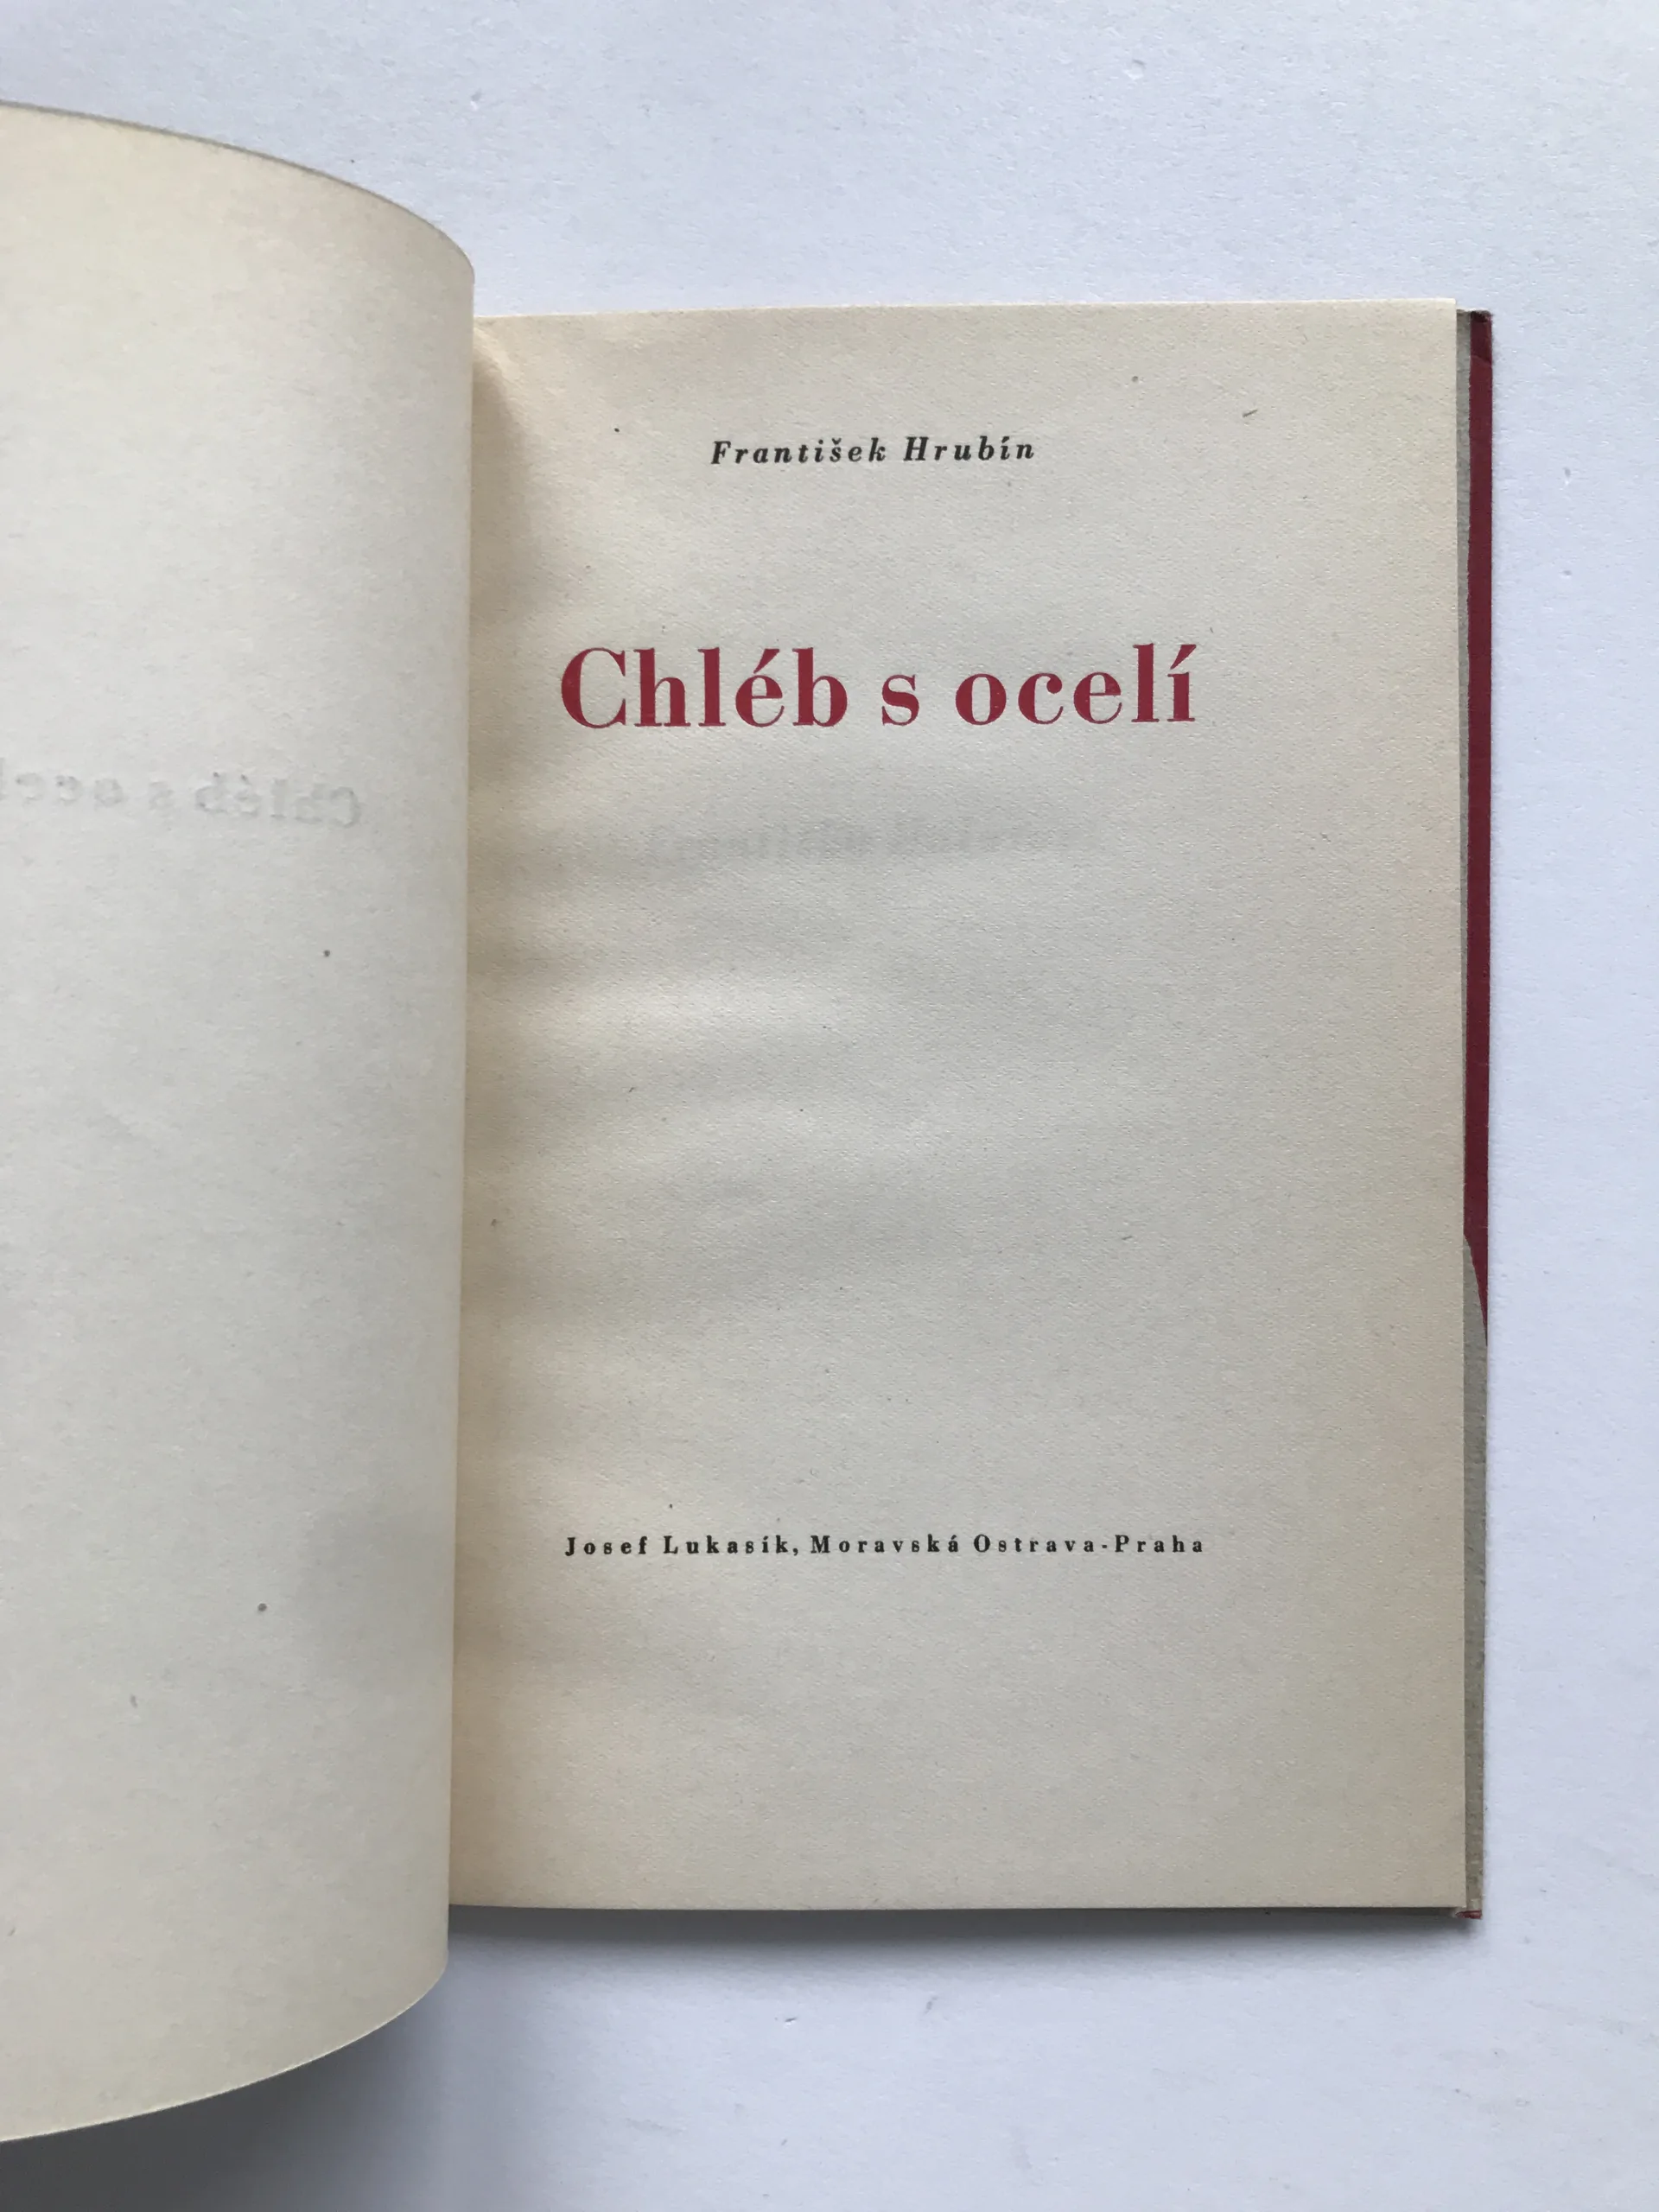 František Hrubín
Chléb s ocelí
Josef Lukasík, Moravská Ostrava-Praha